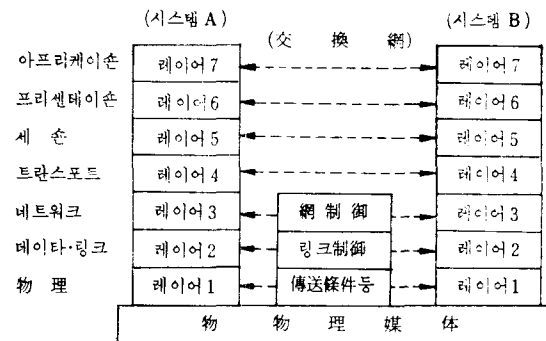 (시스템 A) (시스템 B)
(交 換 網)
아프리케이숀 레이어 7 레이어 7
프리센테이숀 레이어 6 레이어 6
세 숀 레이어 5 레이어 5
트란스포트 레이어 4 레이어 4
네트워크 레이어 3 網 制 御 레이어 3
데이타·링크 레이어 2 링크制御 레이어 2
物 理 레이어 1 傳送條件등 레이어 1
物 物 理 媒 体